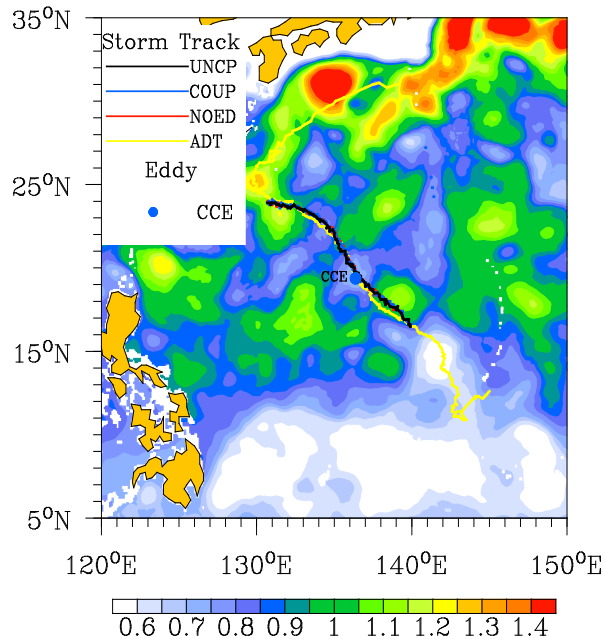 35°N
Storm Track
UNCP
COUP
NOED
ADT
Eddy
CCE
25°N
CCE
15°N
5°N
120°E 130°E 140°E 150°E
0.6 0.7 0.8 0.9 1 1.1 1.2 1.3 1.4